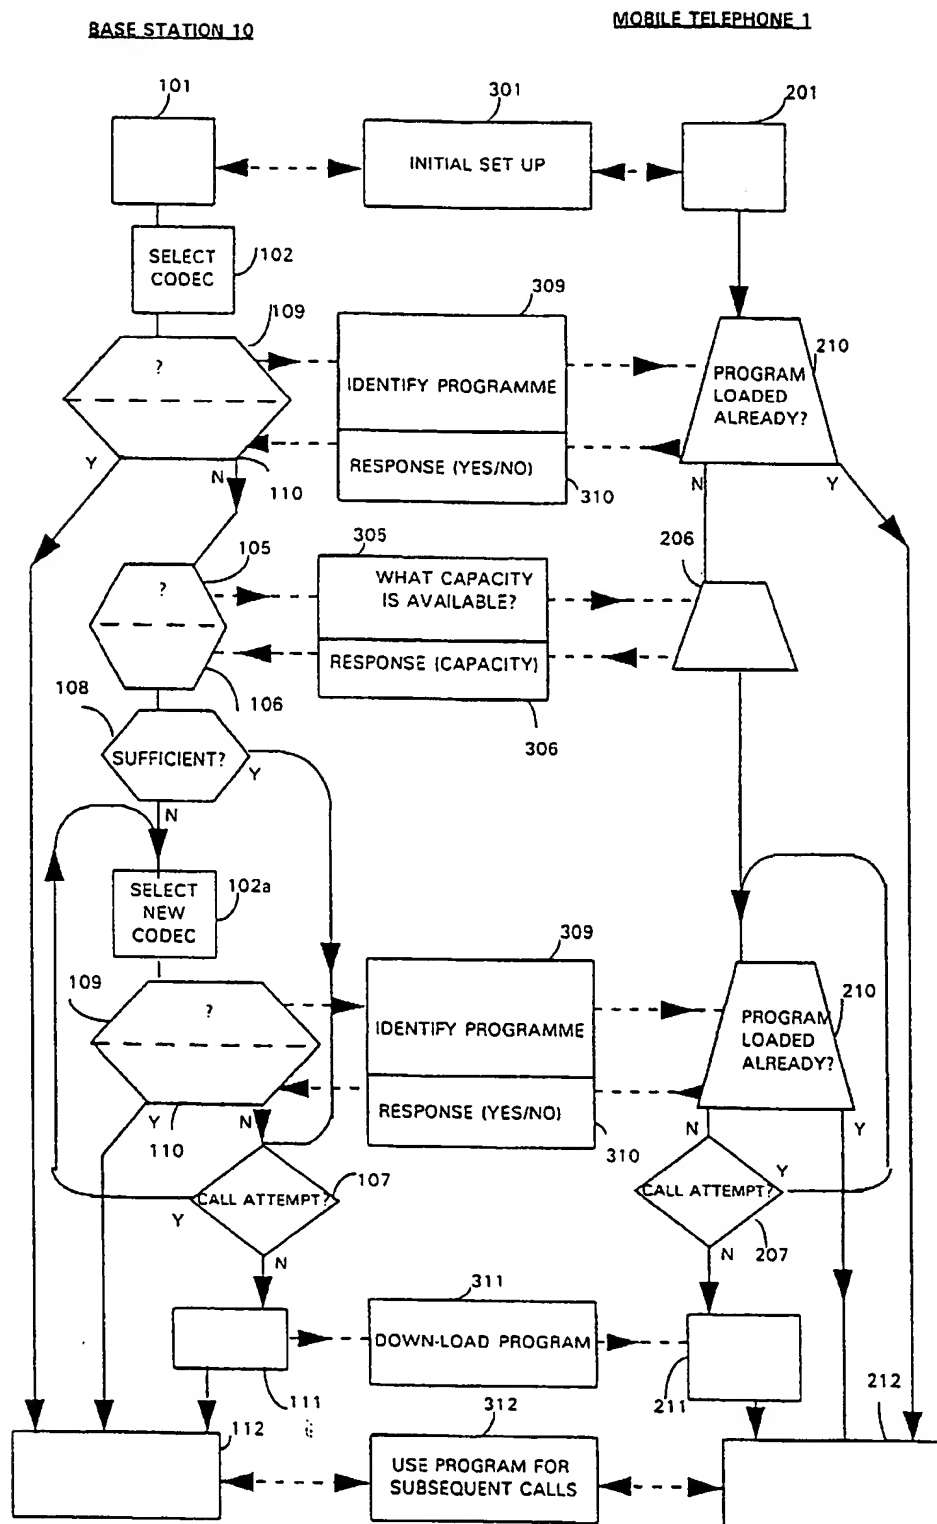 BASE STATION 10
MOBILE TELEPHONE 1
101
301
201
INITIAL SET UP
SELECT
CODEC
102
109
309
?
IDENTIFY PROGRAMME
210
PROGRAM
LOADED
ALREADY?
Y
N
110
RESPONSE (YES/NO)
310
N
Y
105
305
206
?
WHAT CAPACITY
IS AVAILABLE?
RESPONSE (CAPACITY)
106
306
108
SUFFICIENT?
Y
N
SELECT
NEW
CODEC
102a
109
309
?
IDENTIFY PROGRAMME
210
PROGRAM
LOADED
ALREADY?
Y
N
110
RESPONSE (YES/NO)
310
N
Y
CALL ATTEMPT?
107
Y
N
CALL ATTEMPT?
Y
207
N
311
DOWN-LOAD PROGRAM
111
211
312
212
112
USE PROGRAM FOR
SUBSEQUENT CALLS